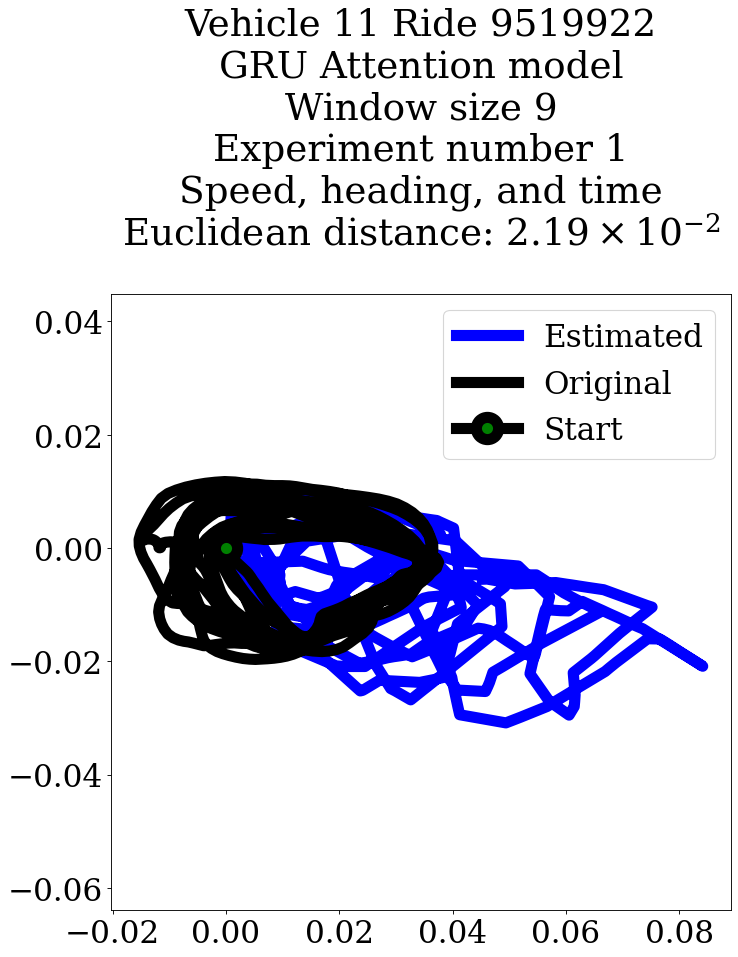 Vehicle 11 Ride 9519922
GRU Attention model
Window size 9
Experiment number 1
Speed, heading, and time
Euclidean distance: 2.19 × 10⁻²
Estimated
Original
Start
0.04
0.02
0.00
−0.02
−0.04
−0.06
−0.02 0.00 0.02 0.04 0.06 0.08